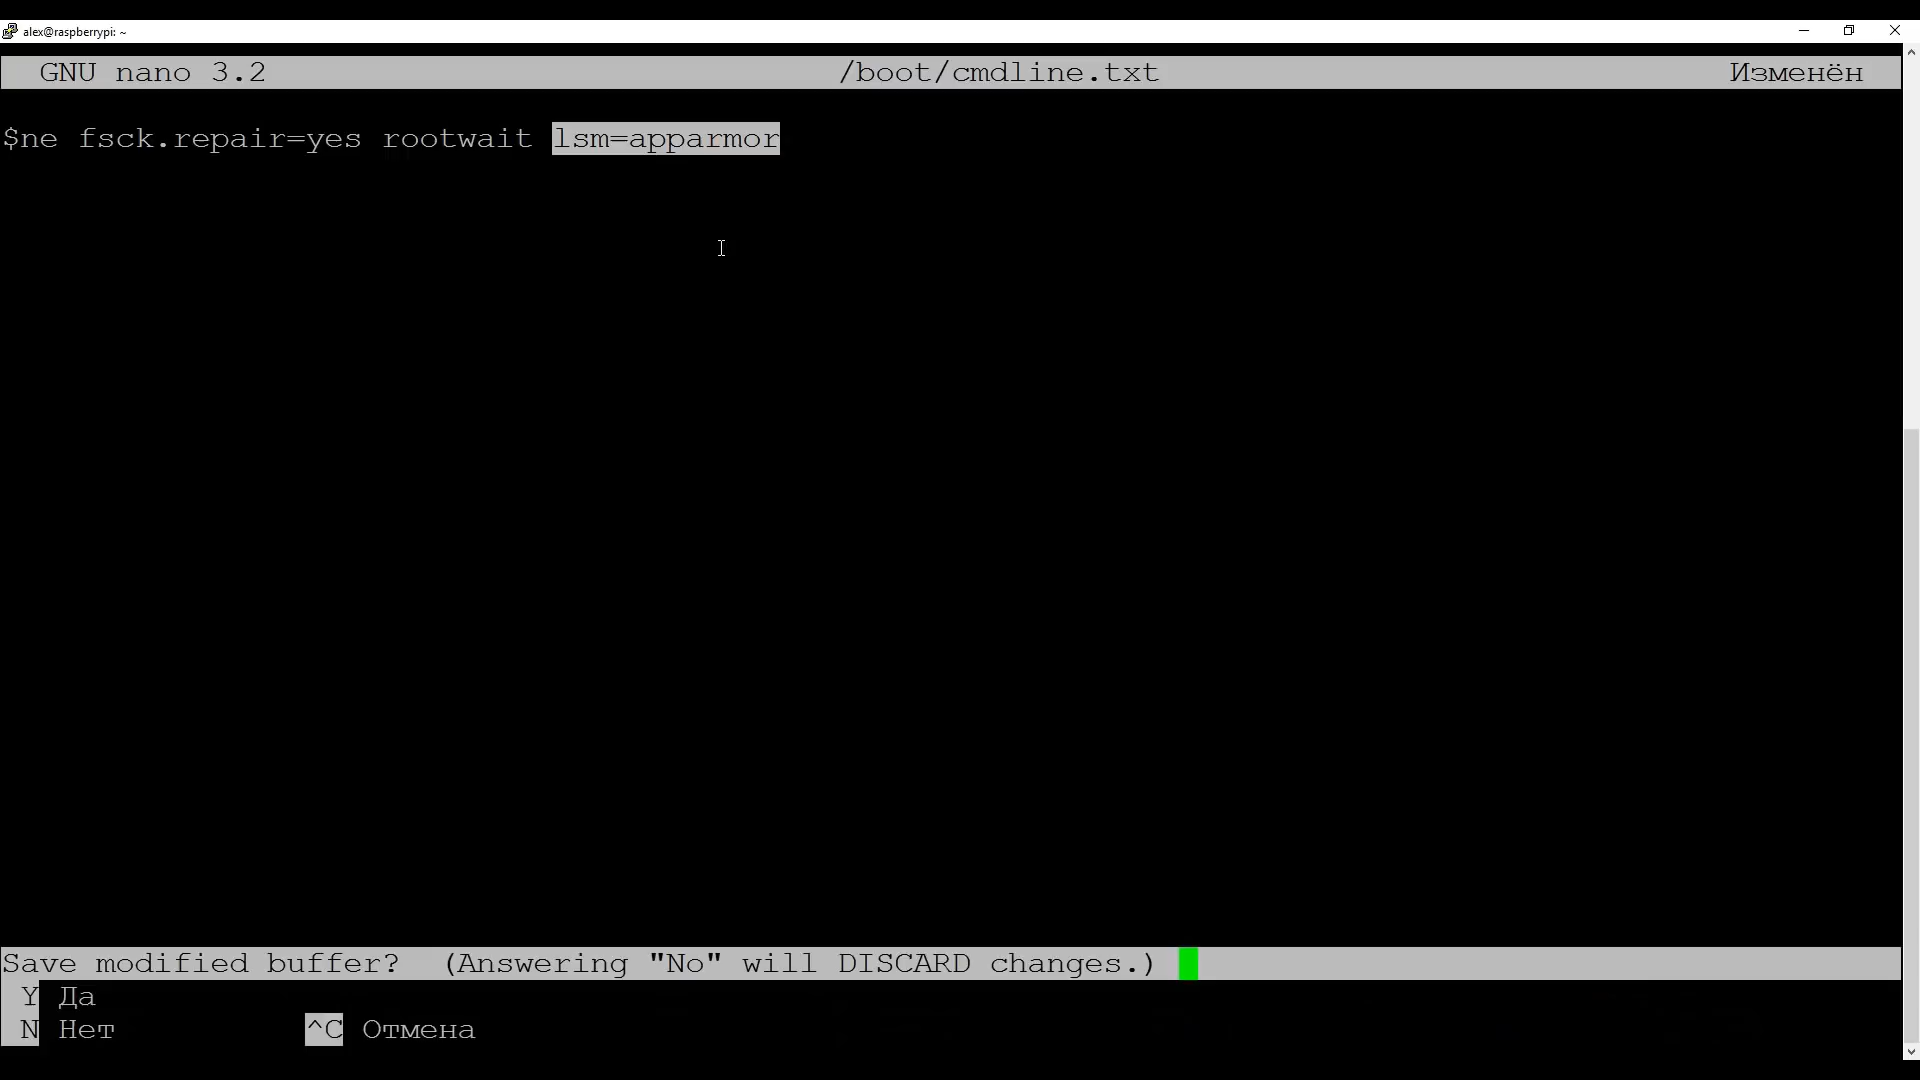 alex@raspberrypi: ~
GNU nano 3.2 /boot/cmdline.txt Изменён
$ne fsck.repair=yes rootwait lsm=apparmor
Save modified buffer? (Answering "No" will DISCARD changes.)
Y Да
N Нет ^C Отмена